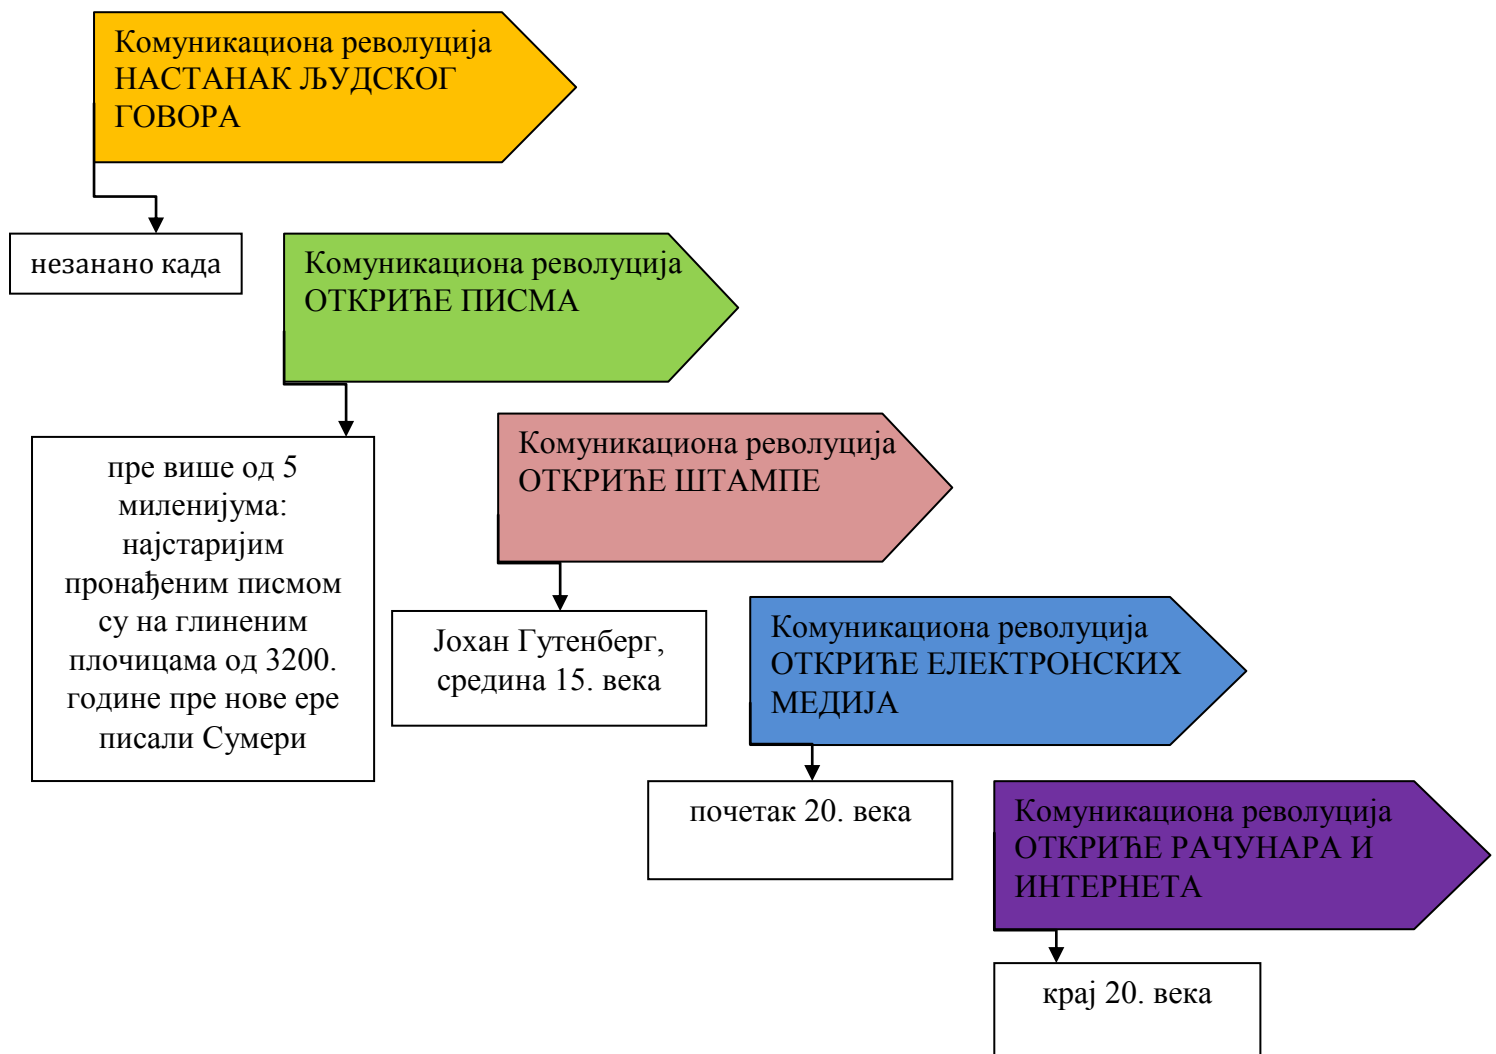 Комуникациона револуција
НАСТАНАК ЉУДСКОГ
ГОВОРА
незанано када
Комуникациона револуција
ОТКРИЋЕ ПИСМА
пре више од 5
миленијума:
најстаријим
пронађеним писмом
су на глиненим
плочицама од 3200.
године пре нове ере
писали Сумери
Комуникациона револуција
ОТКРИЋЕ ШТАМПЕ
Јохан Гутенберг,
средина 15. века
Комуникациона револуција
ОТКРИЋЕ ЕЛЕКТРОНСКИХ
МЕДИЈА
почетак 20. века
Комуникациона револуција
ОТКРИЋЕ РАЧУНАРА И
ИНТЕРНЕТА
крај 20. века